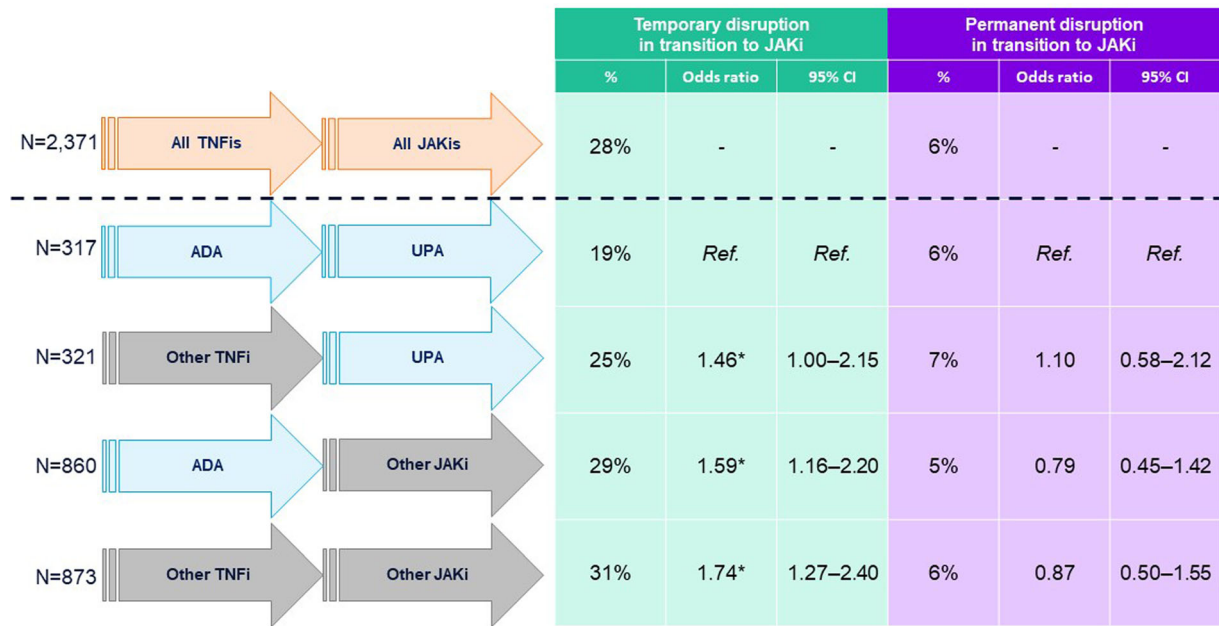 Temporary disruption
in transition to JAKi
Permanent disruption
in transition to JAKi
% Odds ratio 95% CI % Odds ratio 95% CI
N=2,371 All TNFis All JAKis 28% - - 6% - -
N=317 ADA UPA 19% Ref. Ref. 6% Ref. Ref.
N=321 Other TNFi UPA 25% 1.46* 1.00–2.15 7% 1.10 0.58–2.12
N=860 ADA Other JAKi 29% 1.59* 1.16–2.20 5% 0.79 0.45–1.42
N=873 Other TNFi Other JAKi 31% 1.74* 1.27–2.40 6% 0.87 0.50–1.55